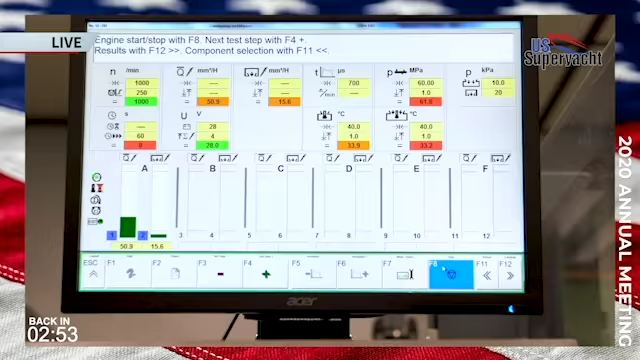 LIVE
US
Superyacht
2020 ANNUAL MEETING
Engine start/stop with F8. Next test step with F4 +.
Results with F12 >>. Component selection with F11 <<.
n /min mm³/H mm³/H t µs p MPa p kPa
1000 ---- ---- 700 60.00 10.0
250 ---- 1.0 20
= 1000 = 50.9 = 15.6 = 61.8
s U V °C °C
---- 28 40.0 40.0
60 4 1.0 1.0
= 0 = 28.0 = 33.9 = 33.2
A B C D E F
1 2 3 4 5 6 7 8 9 10 11 12
50.9 15.6
ESC F1 F2 F3 F4 F5 F6 F7 F8 F11 F12
acer
BACK IN
02:53